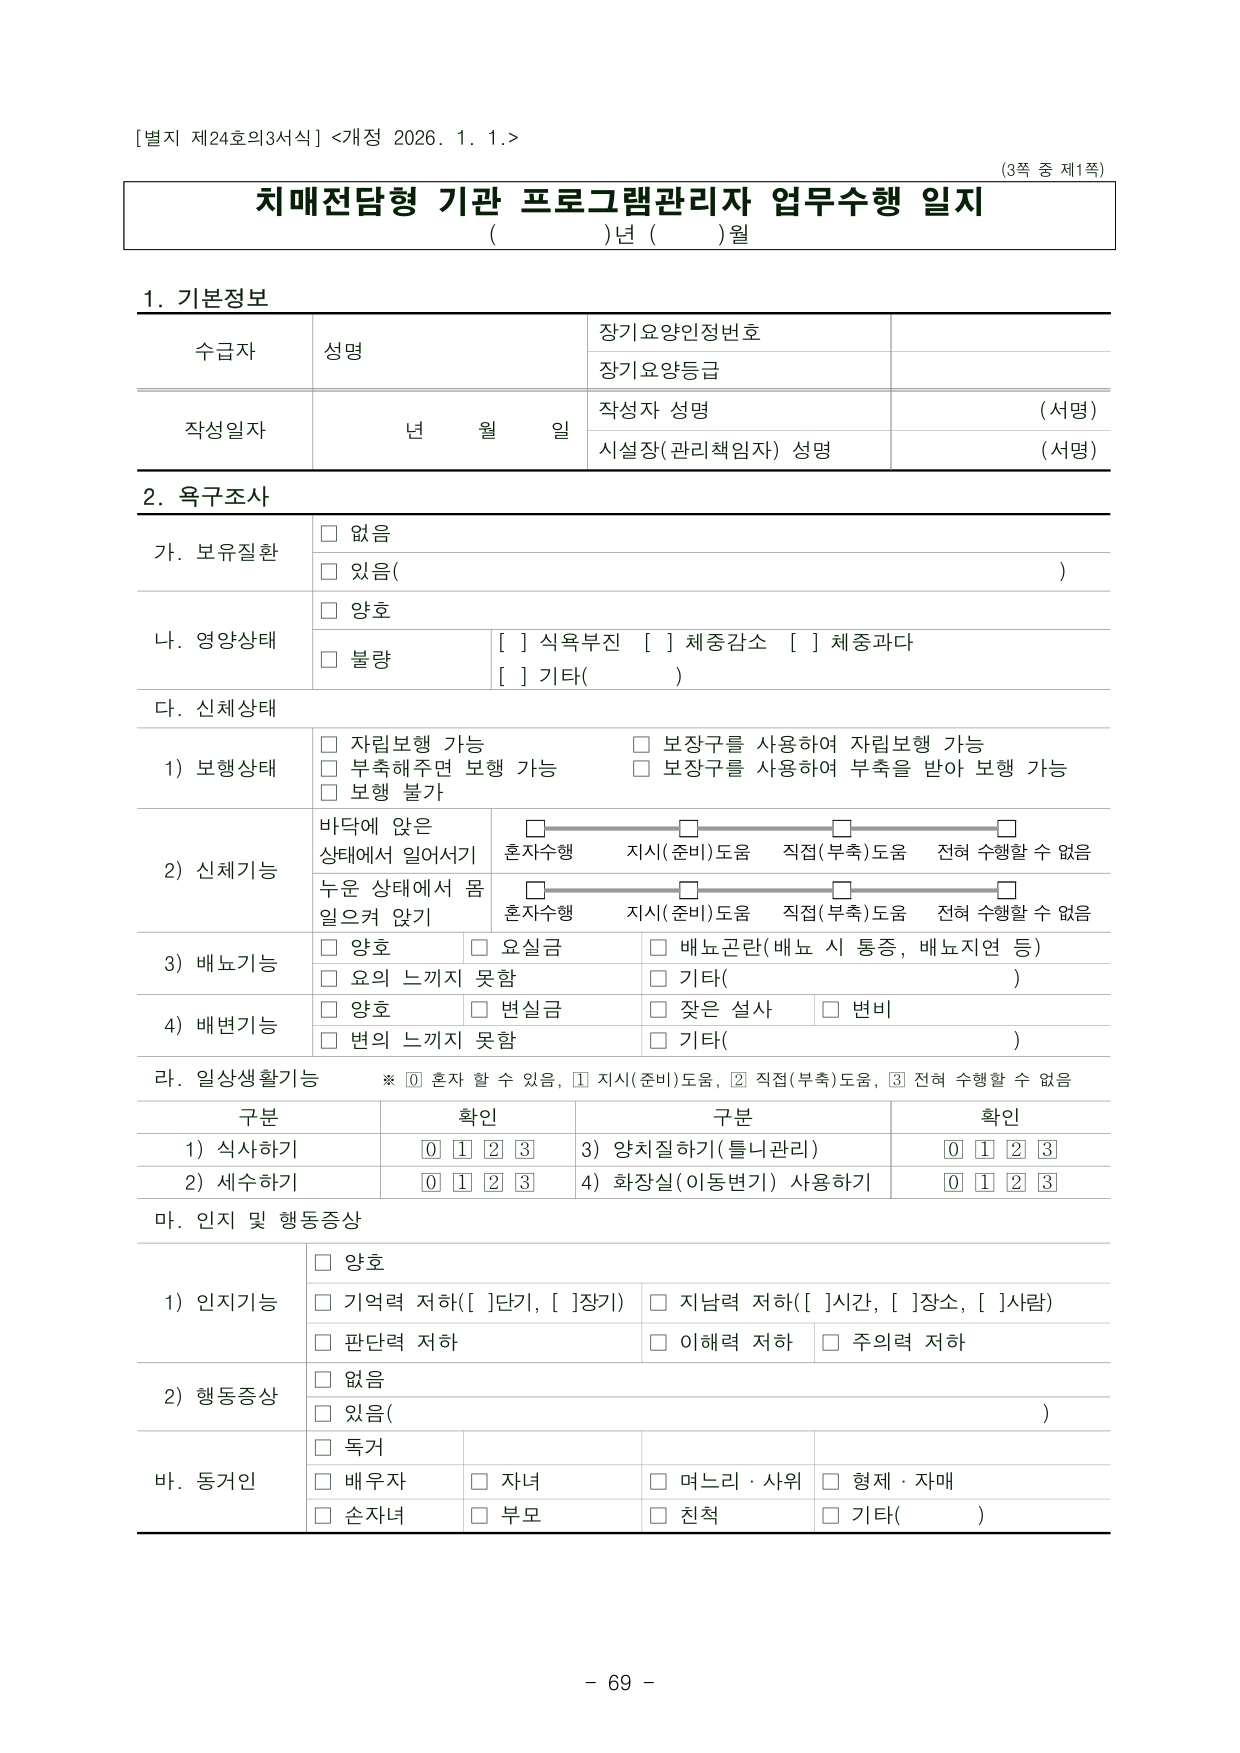 [별지 제24호의3서식] <개정 2026. 1. 1.>
(3쪽 중 제1쪽)
치매전담형 기관 프로그램관리자 업무수행 일지
(          )년 (     )월
1. 기본정보
수급자 성명 장기요양인정번호
장기요양등급
작성일자 년 월 일 작성자 성명 (서명)
시설장(관리책임자) 성명 (서명)
2. 욕구조사
가. 보유질환 □ 없음
□ 있음( )
나. 영양상태 □ 양호
□ 불량 [ ] 식욕부진 [ ] 체중감소 [ ] 체중과다
[ ] 기타( )
다. 신체상태
1) 보행상태 □ 자립보행 가능 □ 보장구를 사용하여 자립보행 가능
□ 부축해주면 보행 가능 □ 보장구를 사용하여 부축을 받아 보행 가능
□ 보행 불가
2) 신체기능 바닥에 앉은 상태에서 일어서기 □ □ □ □
혼자수행 지시(준비)도움 직접(부축)도움 전혀 수행할 수 없음
누운 상태에서 몸 일으켜 앉기 □ □ □ □
혼자수행 지시(준비)도움 직접(부축)도움 전혀 수행할 수 없음
3) 배뇨기능 □ 양호 □ 요실금 □ 배뇨곤란(배뇨 시 통증, 배뇨지연 등)
□ 요의 느끼지 못함 □ 기타( )
4) 배변기능 □ 양호 □ 변실금 □ 잦은 설사 □ 변비
□ 변의 느끼지 못함 □ 기타( )
라. 일상생활기능 ※ 0 혼자 할 수 있음, 1 지시(준비)도움, 2 직접(부축)도움, 3 전혀 수행할 수 없음
구분 확인 구분 확인
1) 식사하기 0 1 2 3 3) 양치질하기(틀니관리) 0 1 2 3
2) 세수하기 0 1 2 3 4) 화장실(이동변기) 사용하기 0 1 2 3
마. 인지 및 행동증상
1) 인지기능 □ 양호
□ 기억력 저하([ ]단기, [ ]장기) □ 지남력 저하([ ]시간, [ ]장소, [ ]사람)
□ 판단력 저하 □ 이해력 저하 □ 주의력 저하
2) 행동증상 □ 없음
□ 있음( )
바. 동거인 □ 독거
□ 배우자 □ 자녀 □ 며느리ㆍ사위 □ 형제ㆍ자매
□ 손자녀 □ 부모 □ 친척 □ 기타( )
- 69 -